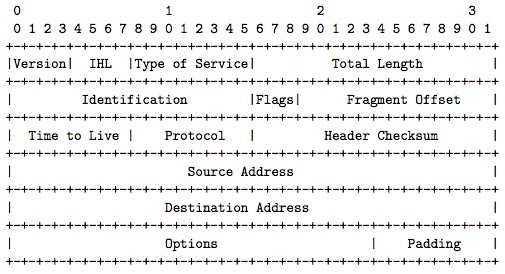 0                   1                   2                   3
 0 1 2 3 4 5 6 7 8 9 0 1 2 3 4 5 6 7 8 9 0 1 2 3 4 5 6 7 8 9 0 1
+-+-+-+-+-+-+-+-+-+-+-+-+-+-+-+-+-+-+-+-+-+-+-+-+-+-+-+-+-+-+-+-+
|Version|  IHL  |Type of Service|          Total Length         |
+-+-+-+-+-+-+-+-+-+-+-+-+-+-+-+-+-+-+-+-+-+-+-+-+-+-+-+-+-+-+-+-+
|         Identification        |Flags|      Fragment Offset    |
+-+-+-+-+-+-+-+-+-+-+-+-+-+-+-+-+-+-+-+-+-+-+-+-+-+-+-+-+-+-+-+-+
|  Time to Live |    Protocol   |         Header Checksum       |
+-+-+-+-+-+-+-+-+-+-+-+-+-+-+-+-+-+-+-+-+-+-+-+-+-+-+-+-+-+-+-+-+
|                       Source Address                          |
+-+-+-+-+-+-+-+-+-+-+-+-+-+-+-+-+-+-+-+-+-+-+-+-+-+-+-+-+-+-+-+-+
|                    Destination Address                        |
+-+-+-+-+-+-+-+-+-+-+-+-+-+-+-+-+-+-+-+-+-+-+-+-+-+-+-+-+-+-+-+-+
|                    Options                    |    Padding    |
+-+-+-+-+-+-+-+-+-+-+-+-+-+-+-+-+-+-+-+-+-+-+-+-+-+-+-+-+-+-+-+-+